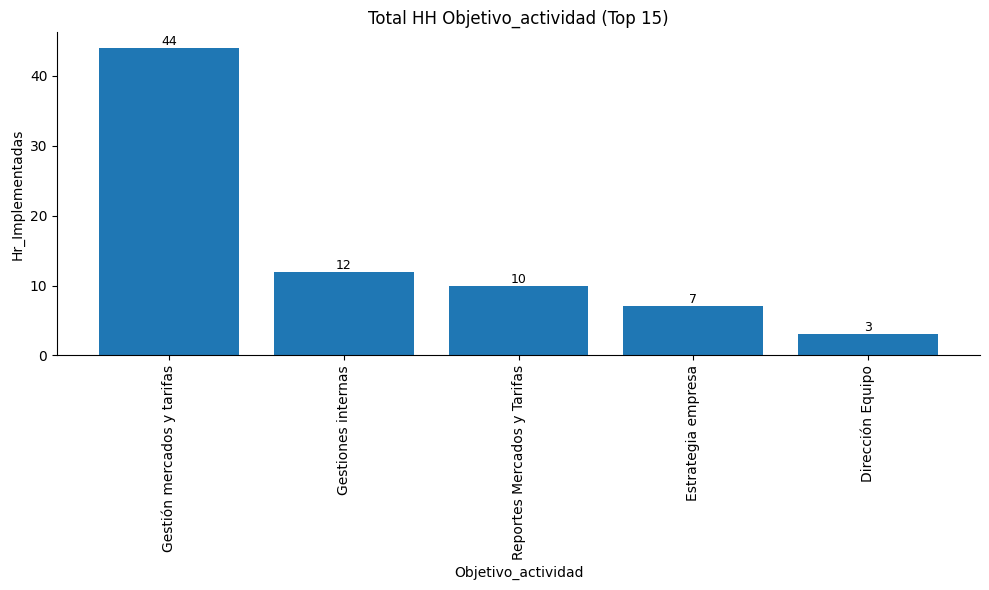 Total HH Objetivo_actividad (Top 15)
Hr_Implementadas
40
30
20
10
0
44
12
10
7
3
Gestión mercados y tarifas
Gestiones internas
Reportes Mercados y Tarifas
Estrategia empresa
Dirección Equipo
Objetivo_actividad